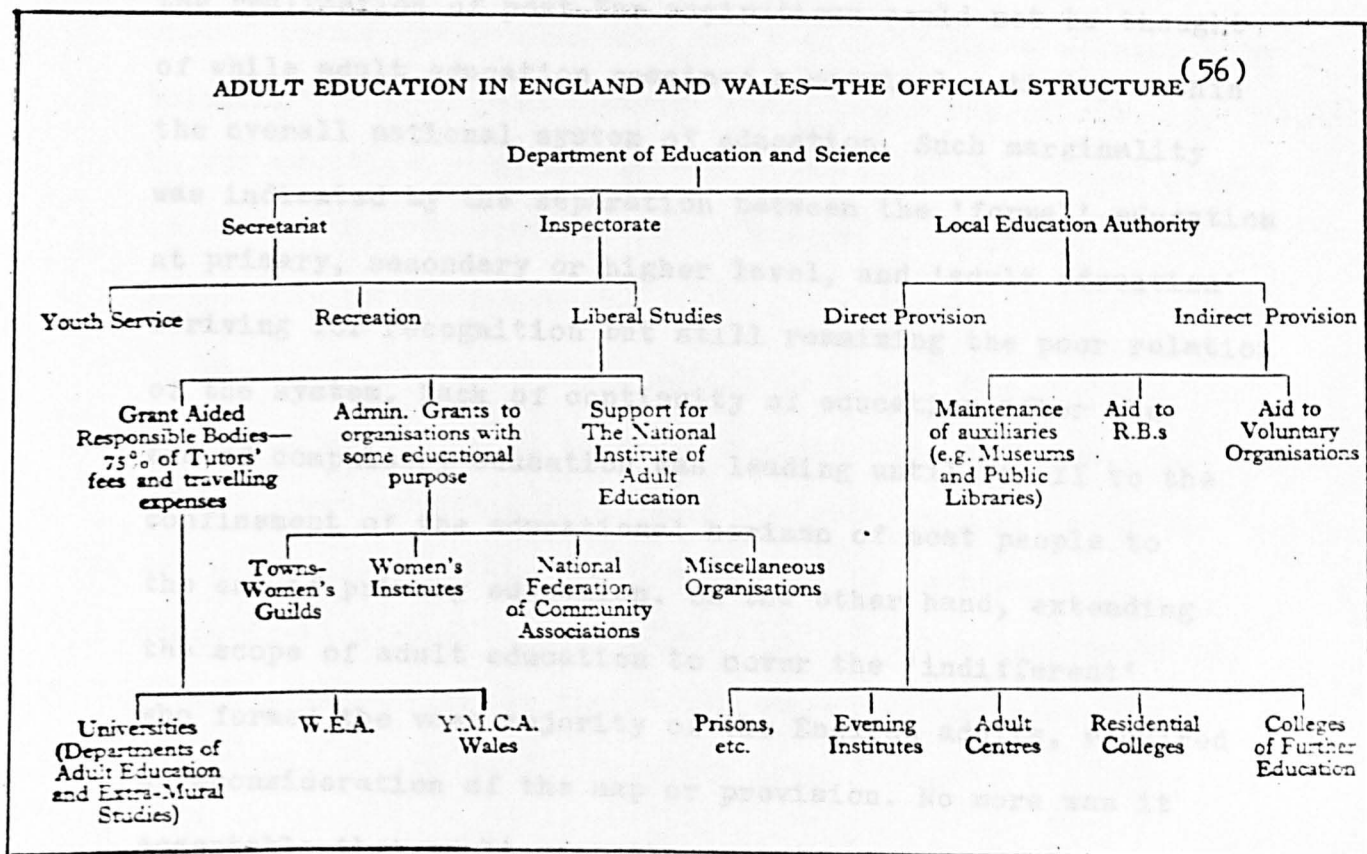 ADULT EDUCATION IN ENGLAND AND WALES—THE OFFICIAL STRUCTURE (56)
Department of Education and Science
Secretariat
Inspectorate
Local Education Authority
Youth Service
Recreation
Liberal Studies
Direct Provision
Indirect Provision
Grant Aided
Responsible Bodies—
75% of Tutors'
fees and travelling
expenses
Admin. Grants to
organisations with
some educational
purpose
Support for
The National
Institute of
Adult
Education
Maintenance
of auxiliaries
(e.g. Museums
and Public
Libraries)
Aid to
R.B.s
Aid to
Voluntary
Organisations
Towns-
Women's
Guilds
Women's
Institutes
National
Federation
of Community
Associations
Miscellaneous
Organisations
Universities
(Departments of
Adult Education
and Extra-Mural
Studies)
W.E.A.
Y.M.C.A.
Wales
Prisons,
etc.
Evening
Institutes
Adult
Centres
Residential
Colleges
Colleges
of Further
Education